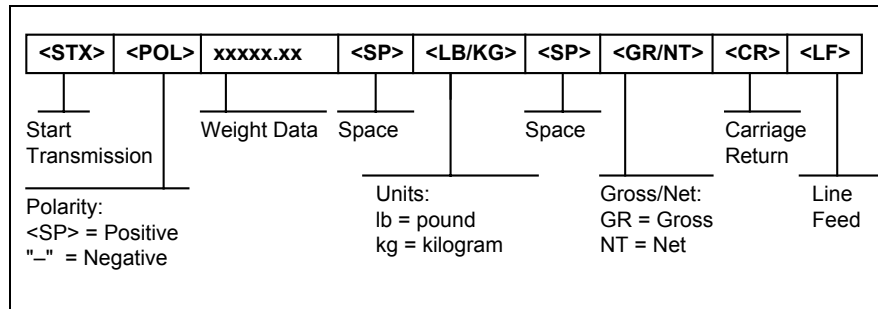 <STX> <POL> xxxxx.xx <SP> <LB/KG> <SP> <GR/NT> <CR> <LF>
Start
Transmission
Weight Data
Space
Space
Carriage
Return
Polarity:
<SP> = Positive
"–" = Negative
Units:
lb = pound
kg = kilogram
Gross/Net:
GR = Gross
NT = Net
Line
Feed